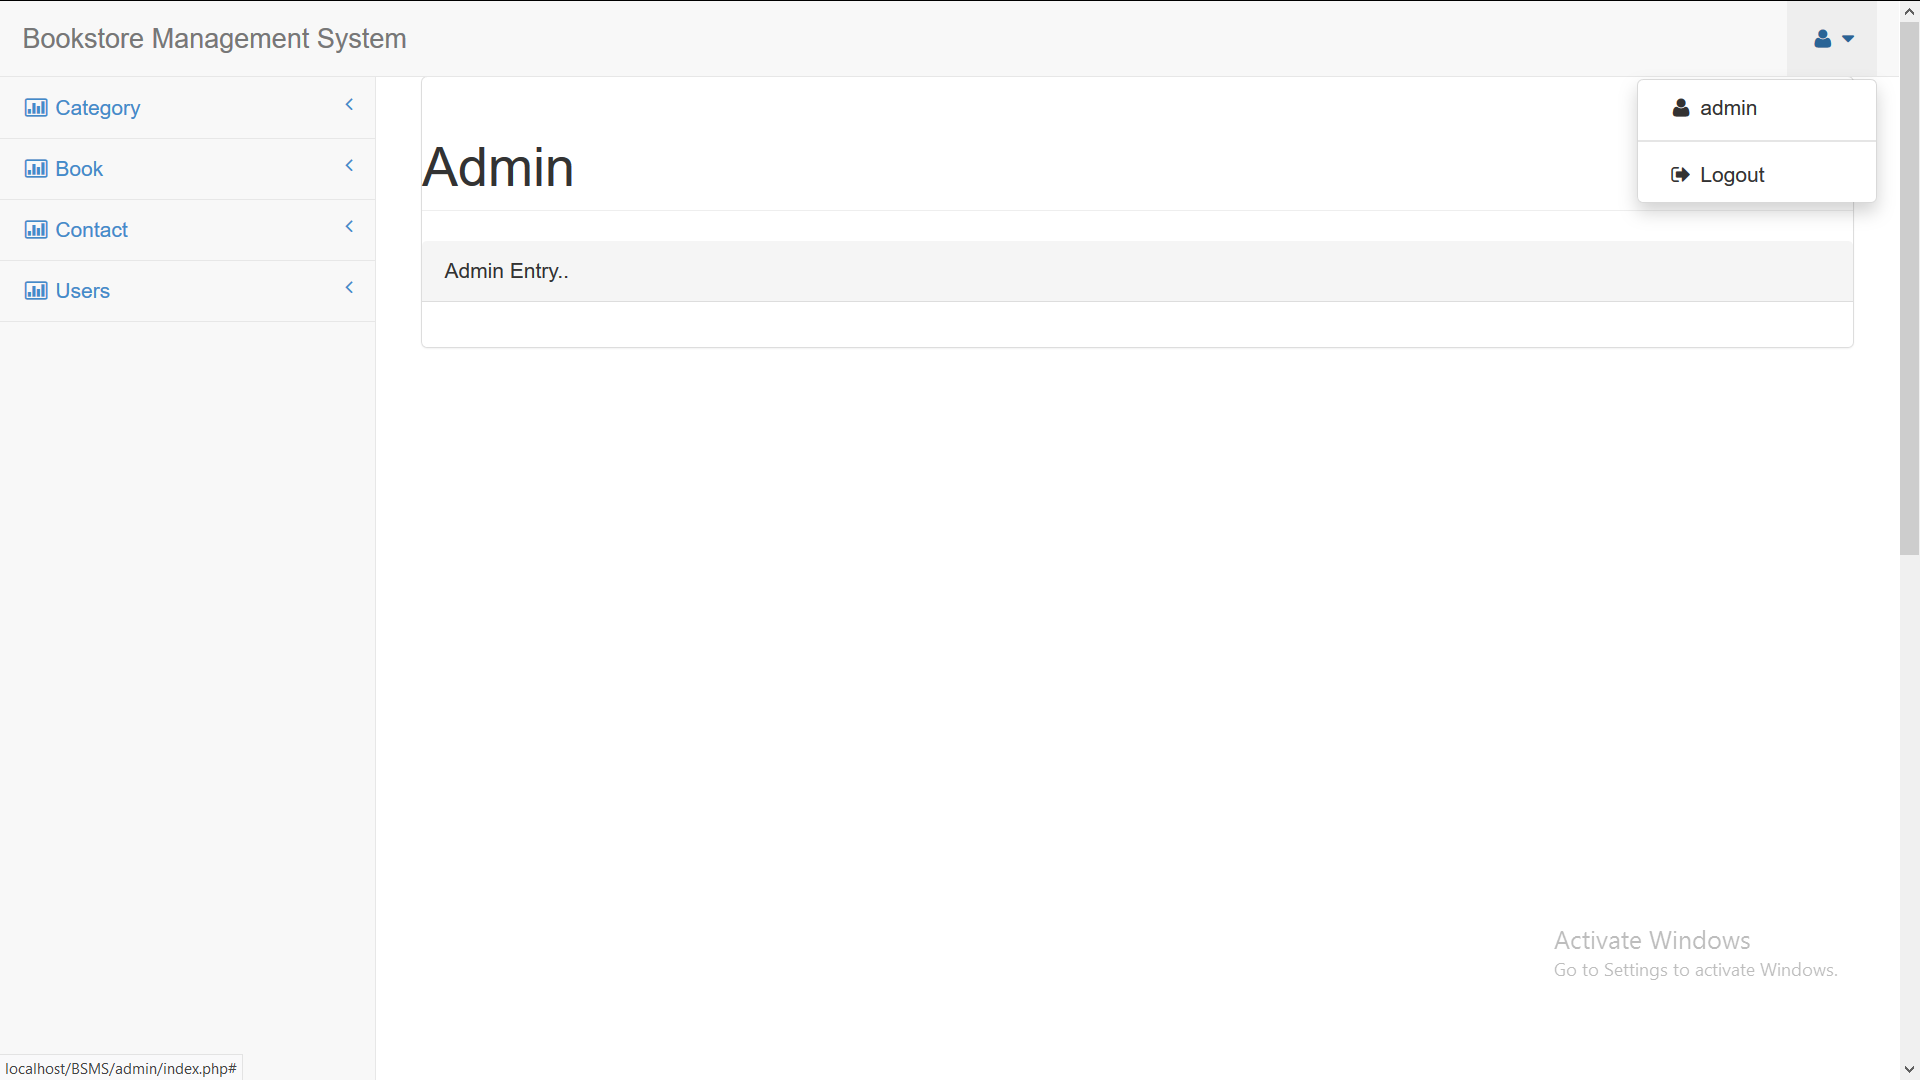 Bookstore Management System
Category
Book
Contact
Users
Admin
Admin Entry..
admin
Logout
Activate Windows
Go to Settings to activate Windows.
localhost/BSMS/admin/index.php#